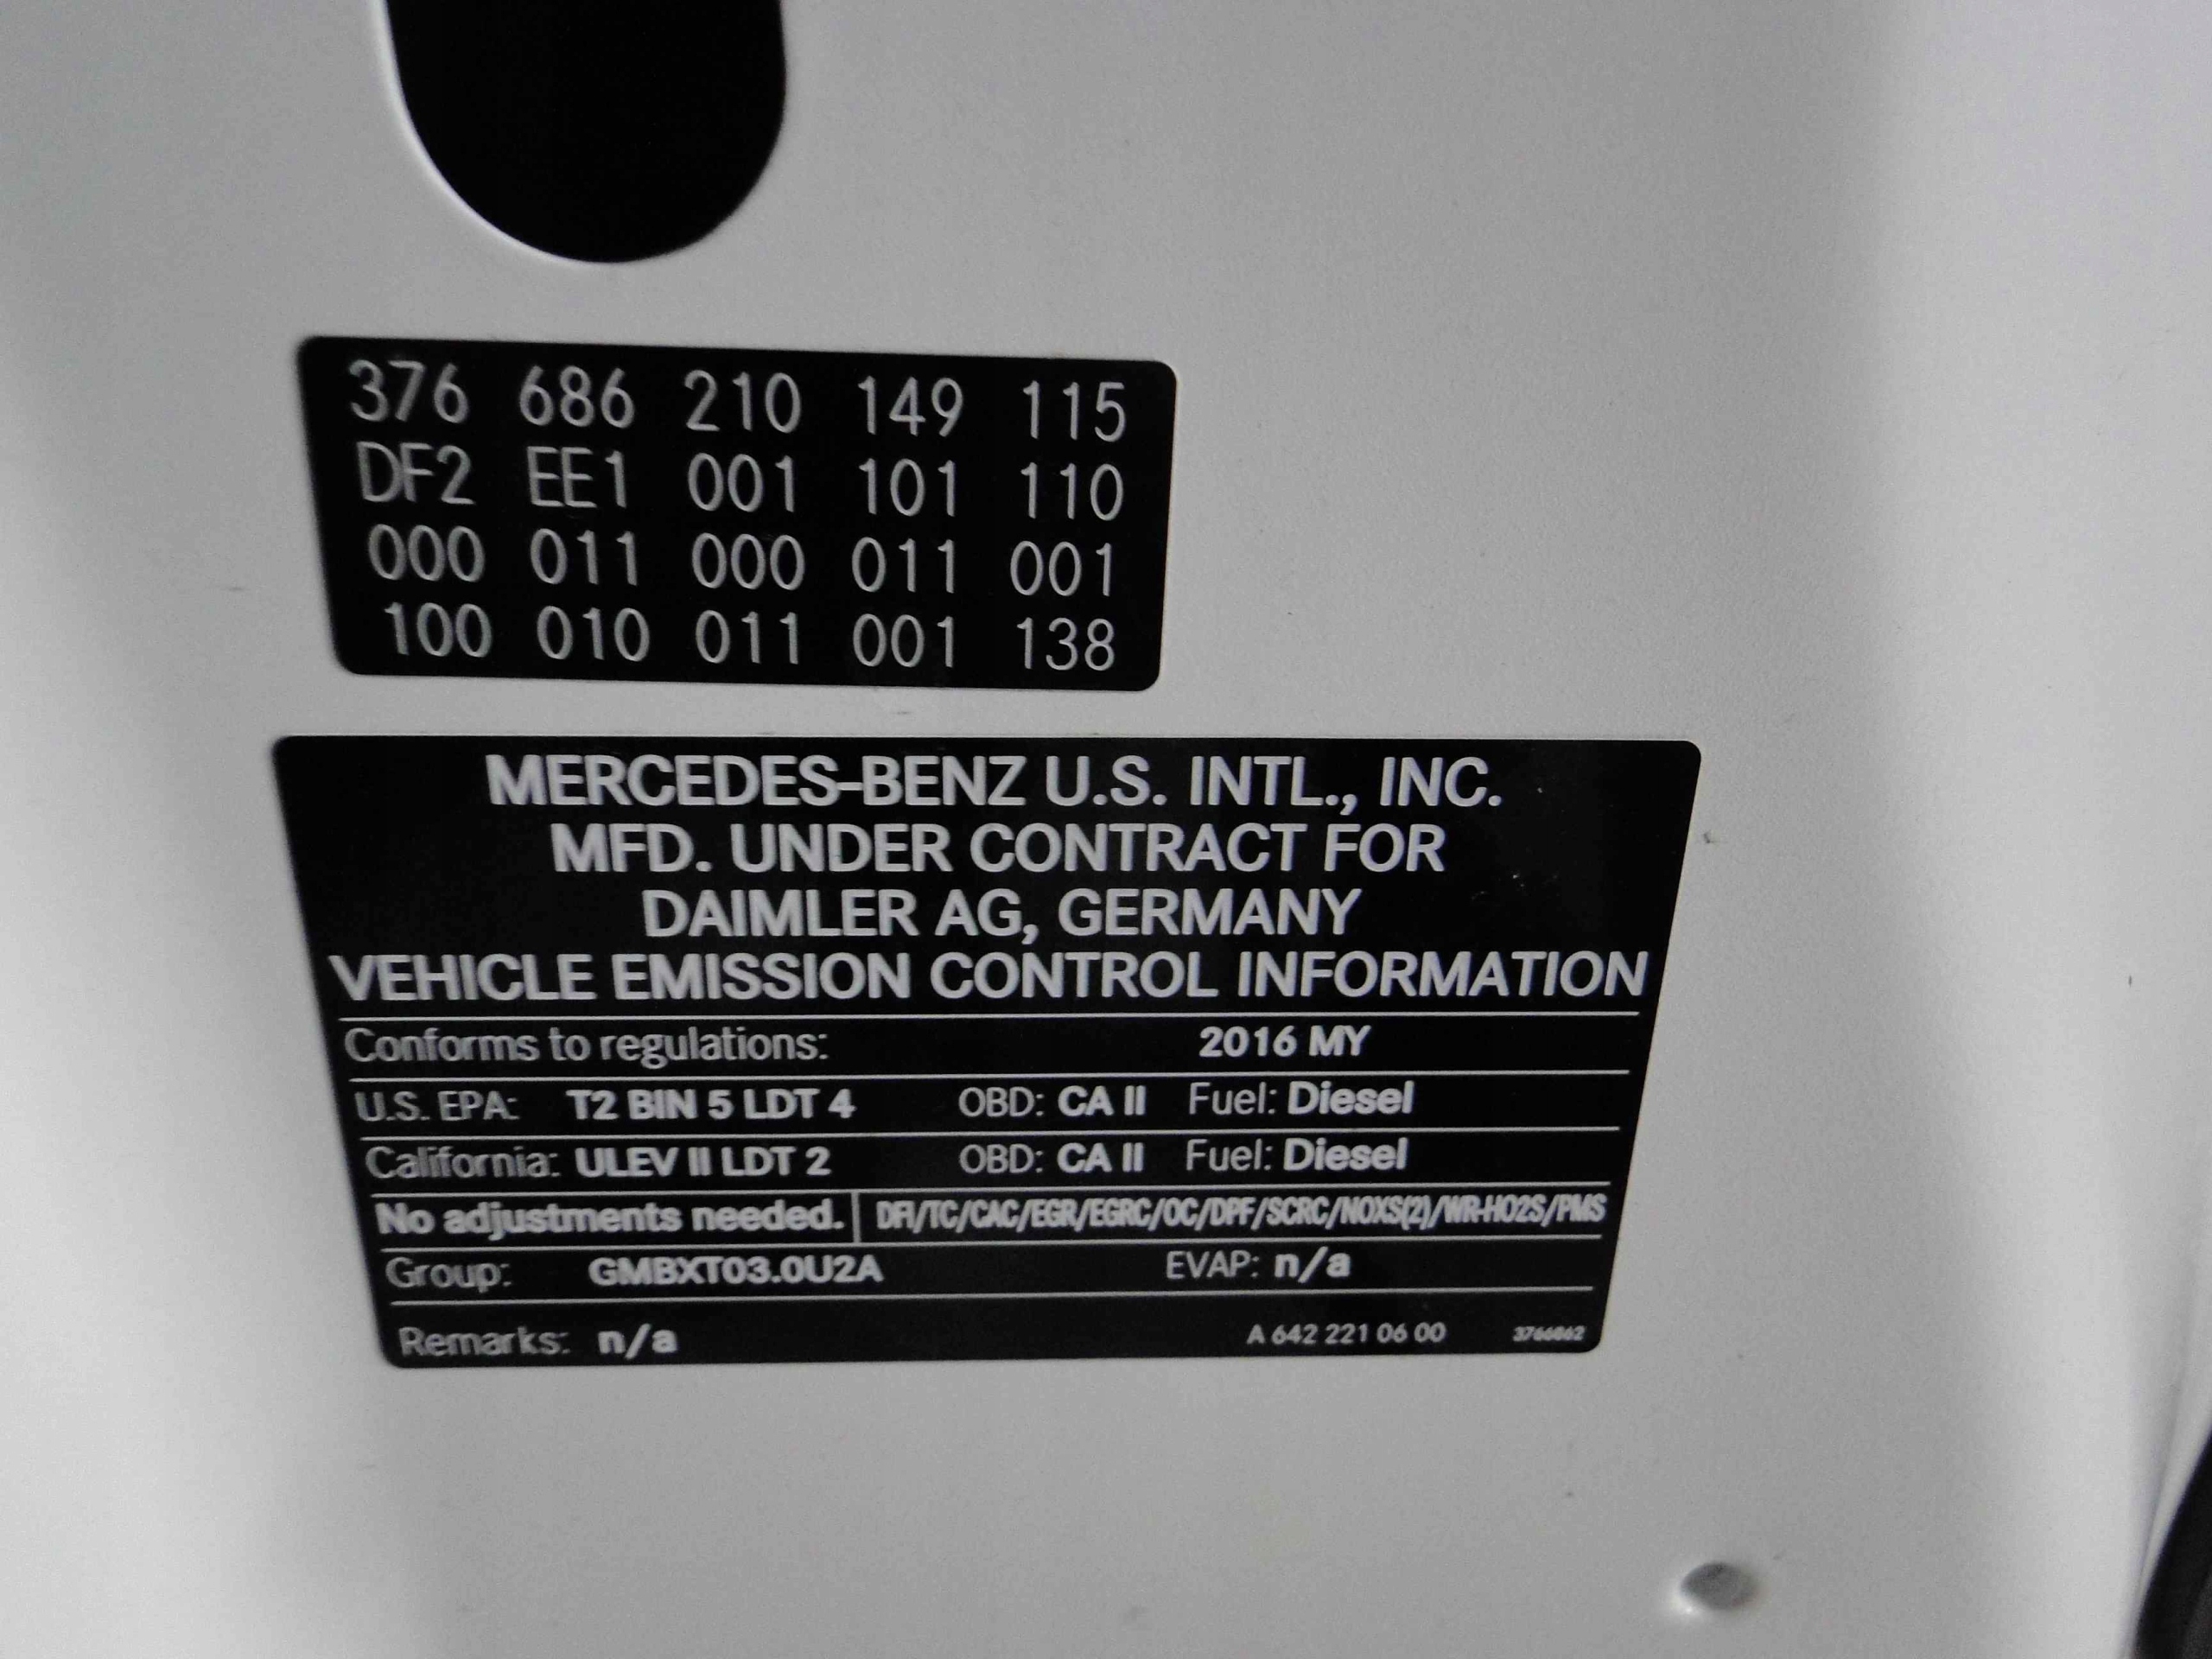 376 686 210 149 115
DF2 EE1 001 101 110
000 011 000 011 001
100 010 011 001 138
MERCEDES-BENZ U.S. INTL., INC.
MFD. UNDER CONTRACT FOR
DAIMLER AG, GERMANY
VEHICLE EMISSION CONTROL INFORMATION
Conforms to regulations: 2016 MY
U.S. EPA: T2 BIN 5 LDT 4 OBD: CA II Fuel: Diesel
California: ULEV II LDT 2 OBD: CA II Fuel: Diesel
No adjustments needed. DFI/TC/CAC/EGR/EGRC/OC/DPF/SCRC/NOXS(2)/WR-HO2S/PMS
Group: GMBXT03.0U2A EVAP: n/a
Remarks: n/a A 642 221 06 00 3766862